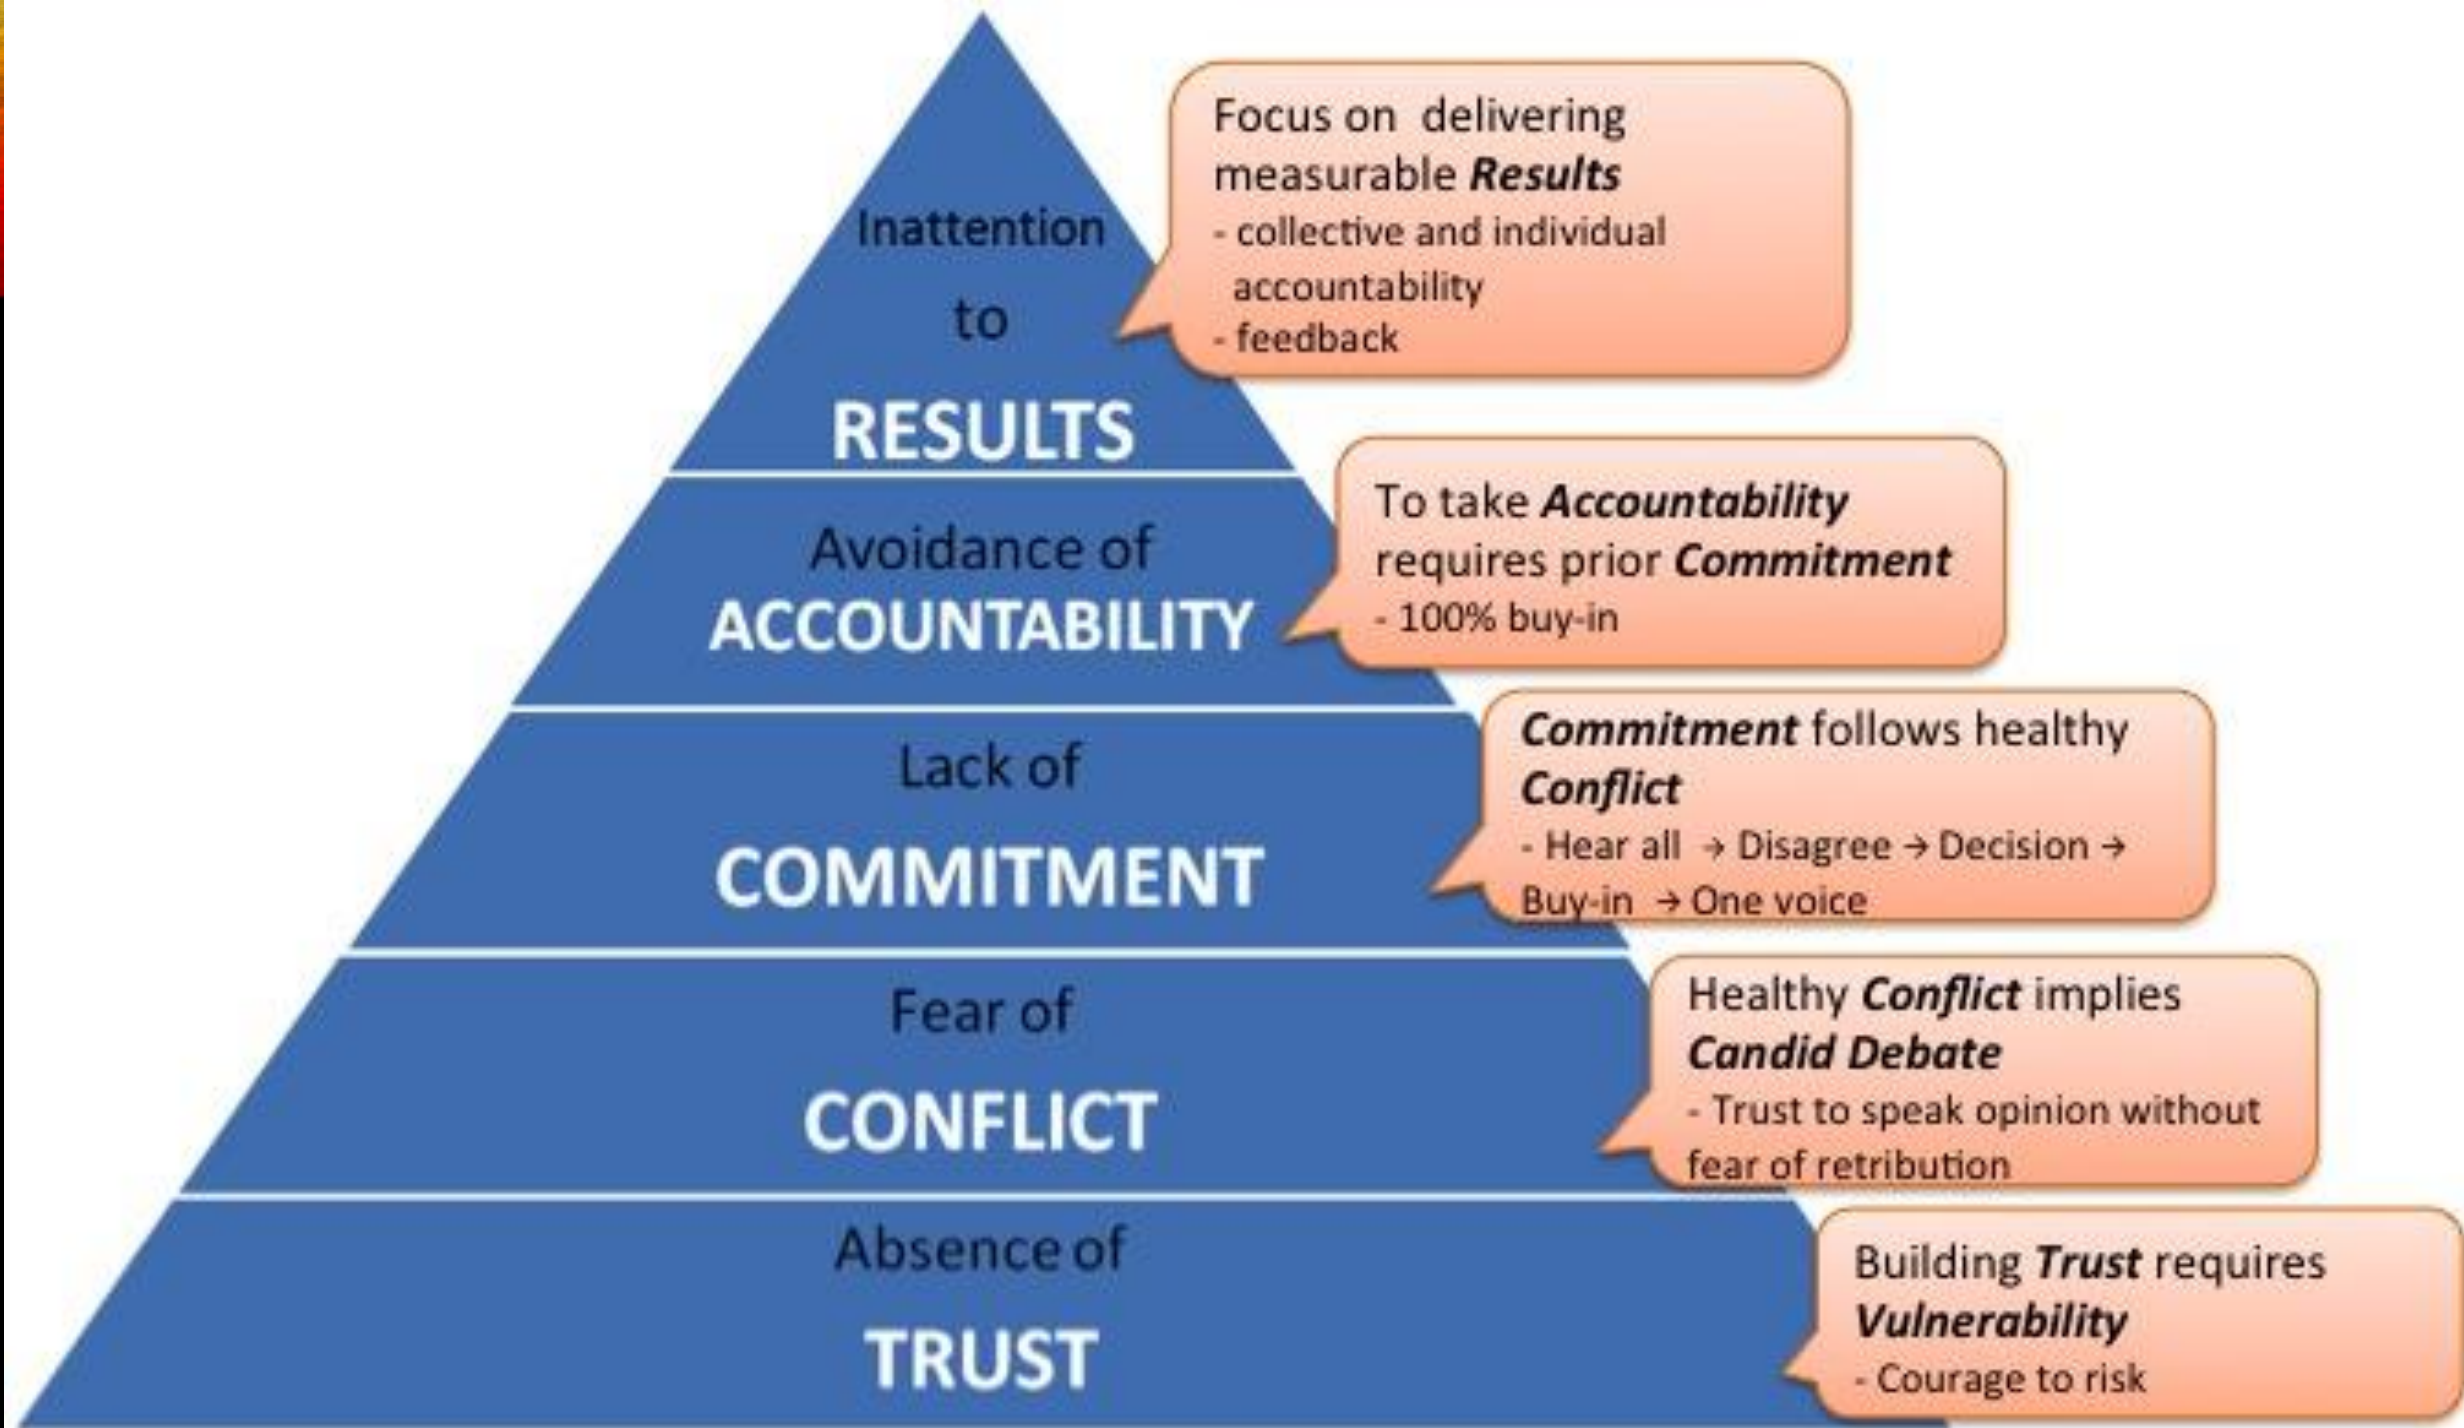 Inattention
to
RESULTS
Focus on delivering
measurable Results
- collective and individual
accountability
- feedback
Avoidance of
ACCOUNTABILITY
To take Accountability
requires prior Commitment
- 100% buy-in
Lack of
COMMITMENT
Commitment follows healthy
Conflict
- Hear all → Disagree → Decision →
Buy-in → One voice
Fear of
CONFLICT
Healthy Conflict implies
Candid Debate
- Trust to speak opinion without
fear of retribution
Absence of
TRUST
Building Trust requires
Vulnerability
- Courage to risk